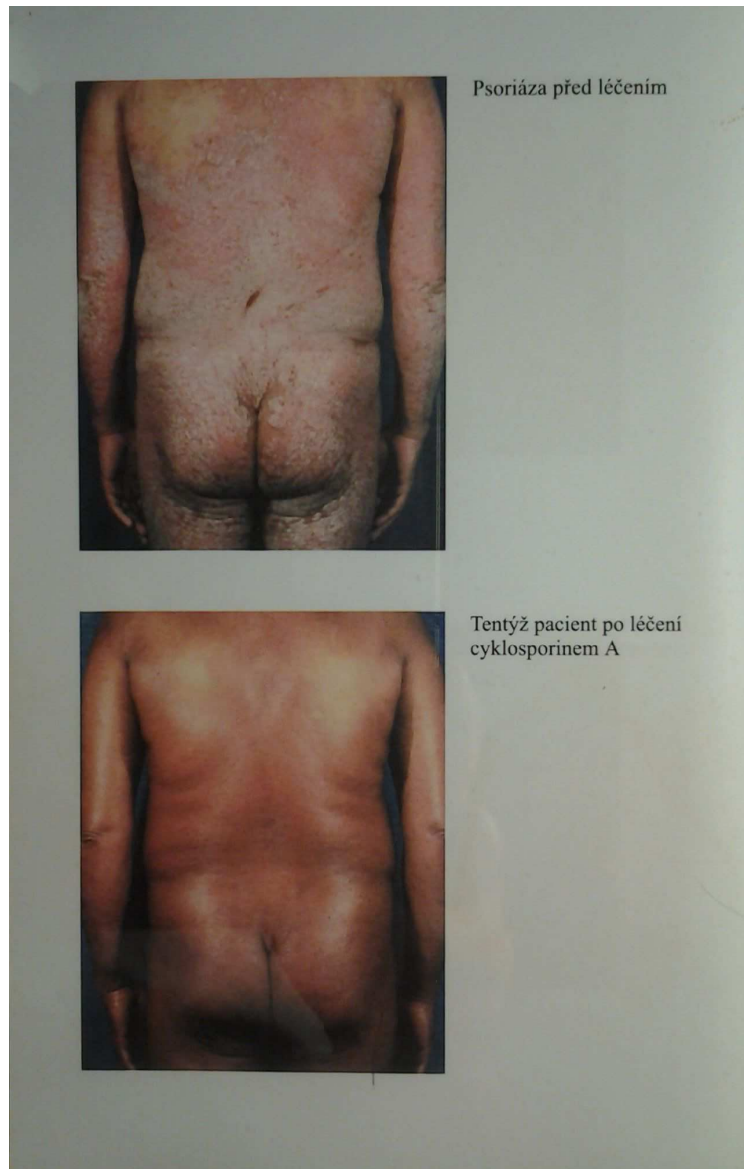 Psoriáza před léčením
Tentýž pacient po léčení
cyklosporinem A